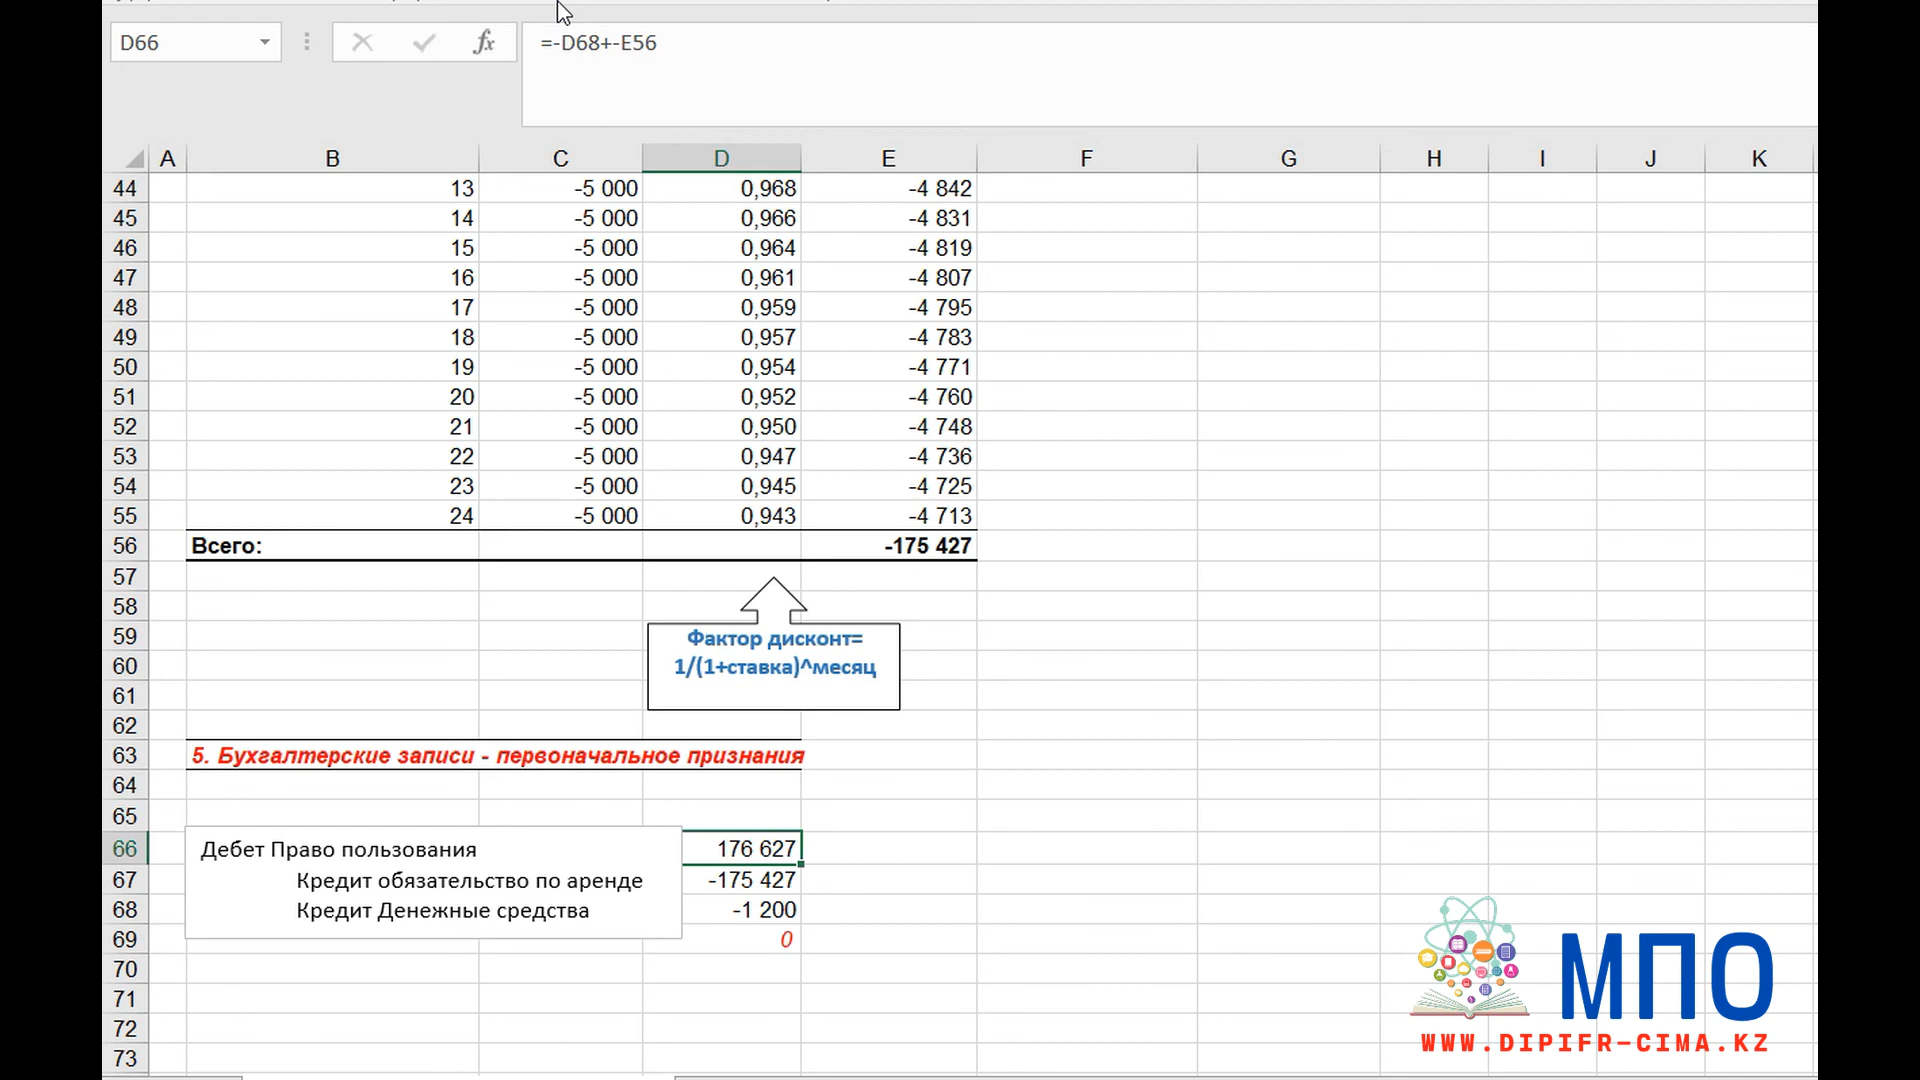 D66
fx
=-D68+-E56
A B C D E F G H I J K
44 13 -5 000 0,968 -4 842
45 14 -5 000 0,966 -4 831
46 15 -5 000 0,964 -4 819
47 16 -5 000 0,961 -4 807
48 17 -5 000 0,959 -4 795
49 18 -5 000 0,957 -4 783
50 19 -5 000 0,954 -4 771
51 20 -5 000 0,952 -4 760
52 21 -5 000 0,950 -4 748
53 22 -5 000 0,947 -4 736
54 23 -5 000 0,945 -4 725
55 24 -5 000 0,943 -4 713
56 Всего: -175 427
57
58
59 Фактор дисконт=
60 1/(1+ставка)^месяц
61
62
63 5. Бухгалтерские записи - первоначальное признания
64
65
66 Дебет Право пользования 176 627
67 Кредит обязательство по аренде -175 427
68 Кредит Денежные средства -1 200
69 0
70
71
72
73
МПО
WWW.DIPIFR-CIMA.KZ